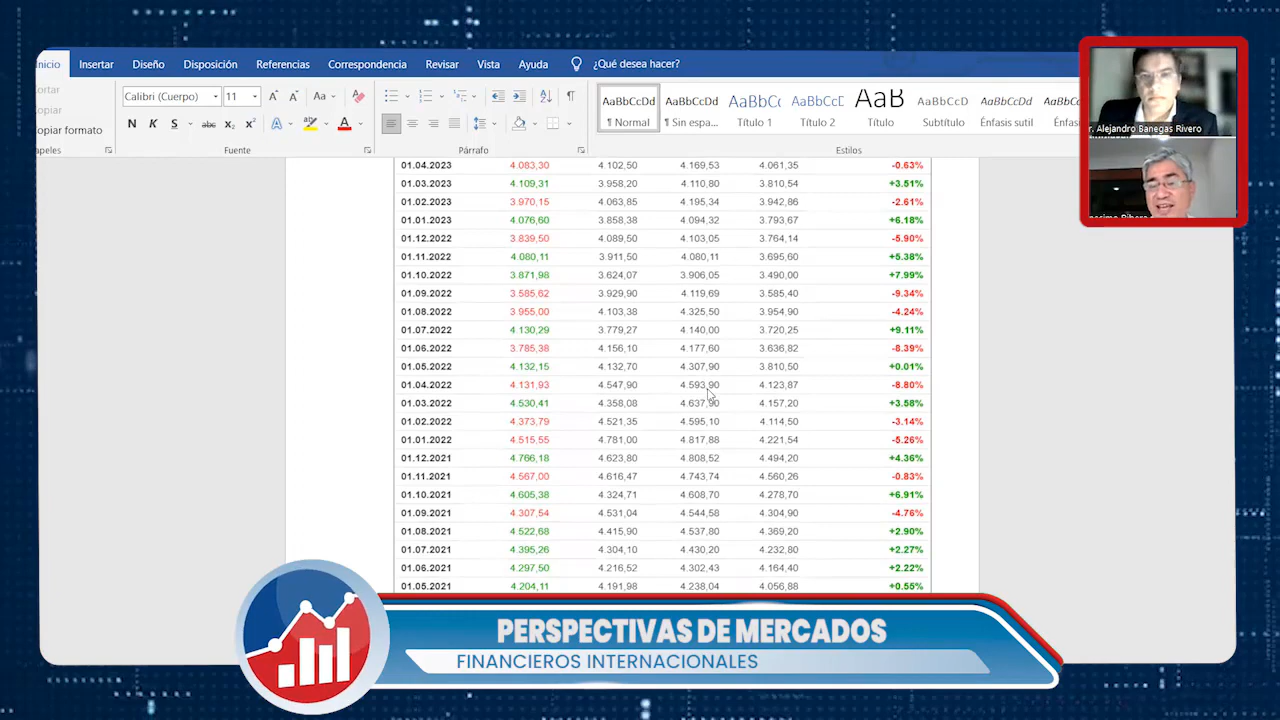 Inicio Insertar Diseño Disposición Referencias Correspondencia Revisar Vista Ayuda ¿Qué desea hacer?
Cortar
Copiar
Copiar formato
Calibri (Cuerpo) 11 Aa
N K S abc x₂ x² A A
AaBbCcDd AaBbCcDd AaBbCc AaBbCcD AaB AaBbCcD AaBbCcDd AaBbCcDd
¶ Normal ¶ Sin espa... Título 1 Título 2 Título Subtítulo Énfasis sutil Énfasis
Fuente Párrafo Estilos
r. Alejandro Banegas Rivero
01.04.2023 4.083,30 4.102,50 4.169,53 4.061,35 -0.63%
01.03.2023 4.109,31 3.958,20 4.110,80 3.810,54 +3.51%
01.02.2023 3.970,15 4.063,85 4.195,34 3.942,86 -2.61%
01.01.2023 4.076,60 3.858,38 4.094,32 3.793,67 +6.18%
01.12.2022 3.839,50 4.089,50 4.103,05 3.764,14 -5.90%
01.11.2022 4.080,11 3.911,50 4.080,11 3.695,60 +5.38%
01.10.2022 3.871,98 3.624,07 3.906,05 3.490,00 +7.99%
01.09.2022 3.585,62 3.929,90 4.119,69 3.585,40 -9.34%
01.08.2022 3.955,00 4.103,38 4.325,50 3.954,90 -4.24%
01.07.2022 4.130,29 3.779,27 4.140,00 3.720,25 +9.11%
01.06.2022 3.785,38 4.156,10 4.177,60 3.636,82 -8.39%
01.05.2022 4.132,15 4.132,70 4.307,90 3.810,50 +0.01%
01.04.2022 4.131,93 4.547,90 4.593,00 4.123,87 -8.80%
01.03.2022 4.530,41 4.358,08 4.637,90 4.157,20 +3.58%
01.02.2022 4.373,79 4.521,35 4.595,10 4.114,50 -3.14%
01.01.2022 4.515,55 4.781,00 4.817,88 4.221,54 -5.26%
01.12.2021 4.766,18 4.623,80 4.808,52 4.494,20 +4.36%
01.11.2021 4.567,00 4.616,47 4.743,74 4.560,26 -0.83%
01.10.2021 4.605,38 4.324,71 4.608,70 4.278,70 +6.91%
01.09.2021 4.307,54 4.531,04 4.544,58 4.304,90 -4.76%
01.08.2021 4.522,68 4.415,90 4.537,80 4.369,20 +2.90%
01.07.2021 4.395,26 4.304,10 4.430,20 4.232,80 +2.27%
01.06.2021 4.297,50 4.216,52 4.302,43 4.164,40 +2.22%
01.05.2021 4.204,11 4.191,98 4.238,04 4.056,88 +0.55%
PERSPECTIVAS DE MERCADOS
FINANCIEROS INTERNACIONALES